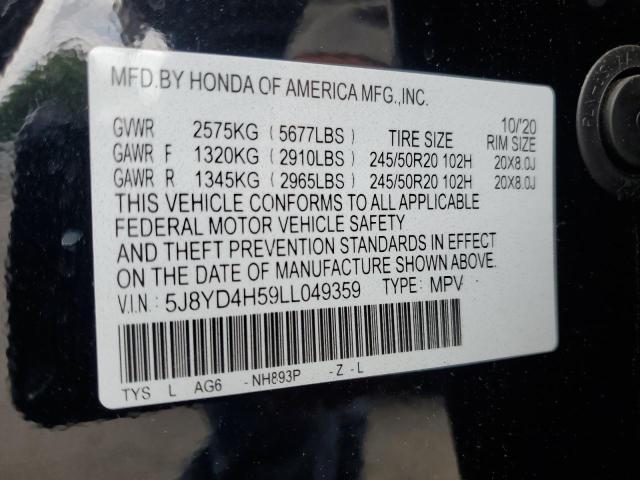 MFD.BY HONDA OF AMERICA MFG.,INC.
10/'20
GVWR 2575KG (5677LBS) TIRE SIZE RIM SIZE
GAWR F 1320KG (2910LBS) 245/50R20 102H 20X8.0J
GAWR R 1345KG (2965LBS) 245/50R20 102H 20X8.0J
THIS VEHICLE CONFORMS TO ALL APPLICABLE
FEDERAL MOTOR VEHICLE SAFETY
AND THEFT PREVENTION STANDARDS IN EFFECT
ON THE DATE OF MANUFACTURE SHOWN ABOVE.
V.I.N: 5J8YD4H59LL049359 TYPE: MPV
TYS L AG6 -NH893P -Z-L